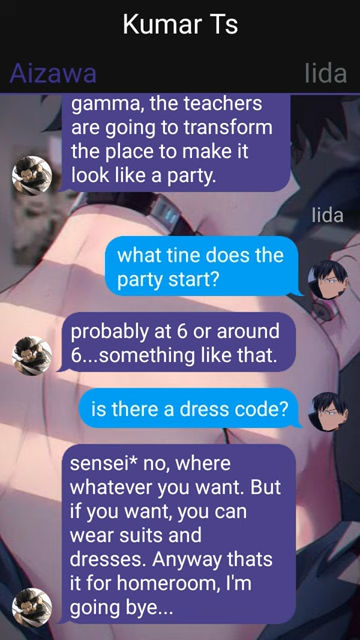 Kumar Ts
Aizawa
Iida
gamma, the teachers
are going to transform
the place to make it
look like a party.
Iida
what tine does the
party start?
probably at 6 or around
6...something like that.
is there a dress code?
sensei* no, where
whatever you want. But
if you want, you can
wear suits and
dresses. Anyway thats
it for homeroom, I'm
going bye...